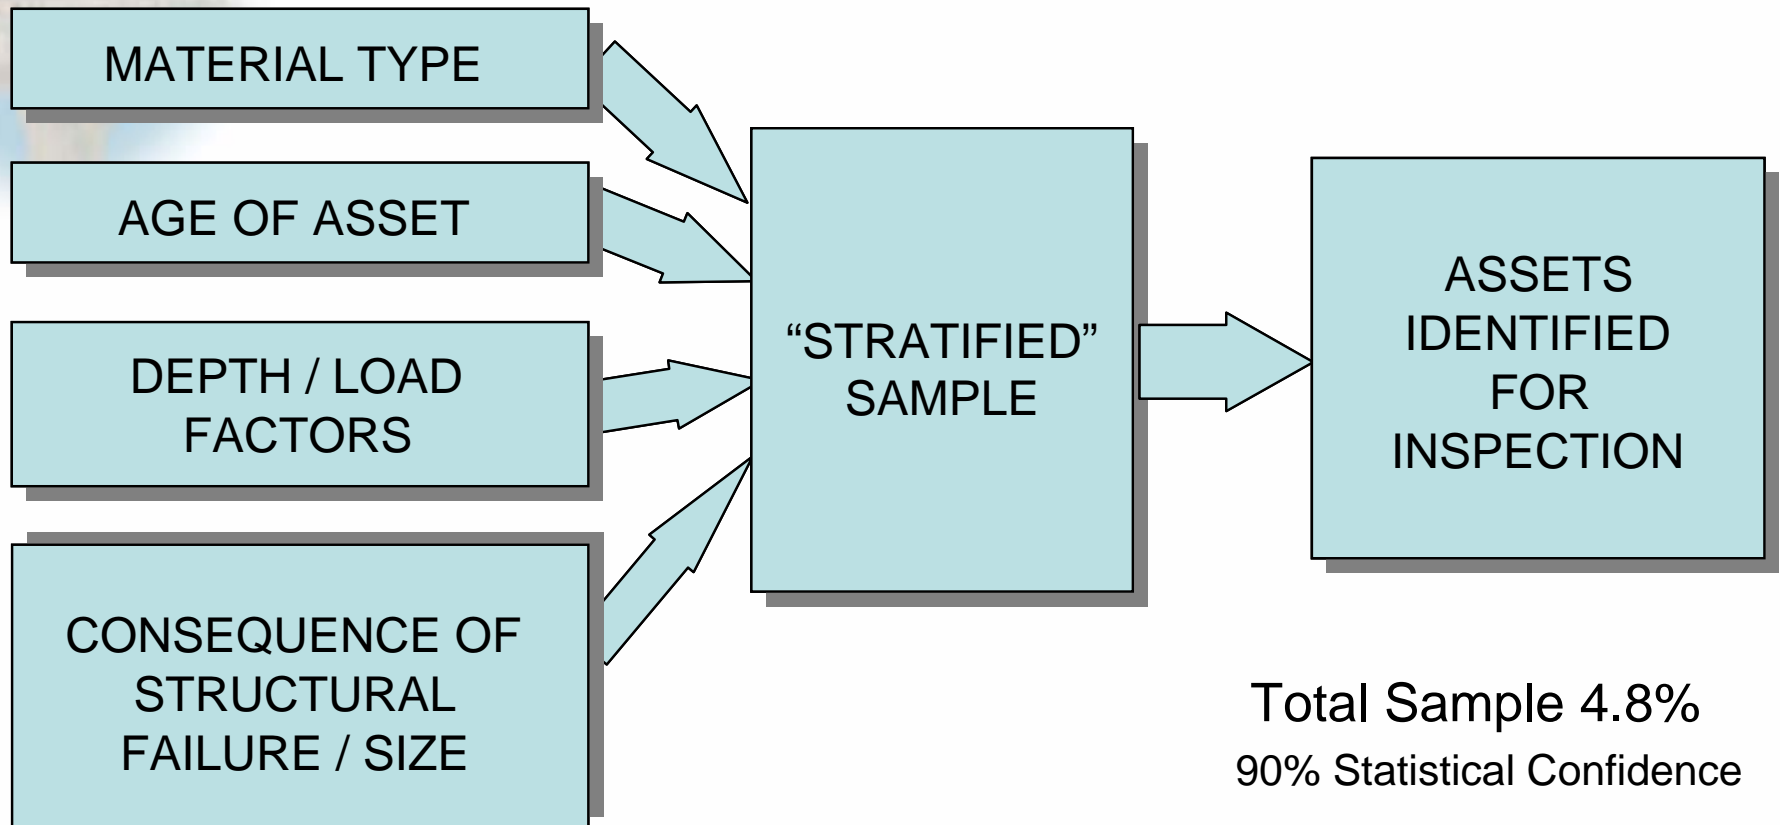 MATERIAL TYPE
AGE OF ASSET
DEPTH / LOAD
FACTORS
CONSEQUENCE OF
STRUCTURAL
FAILURE / SIZE
“STRATIFIED”
SAMPLE
ASSETS
IDENTIFIED
FOR
INSPECTION
Total Sample 4.8%
90% Statistical Confidence